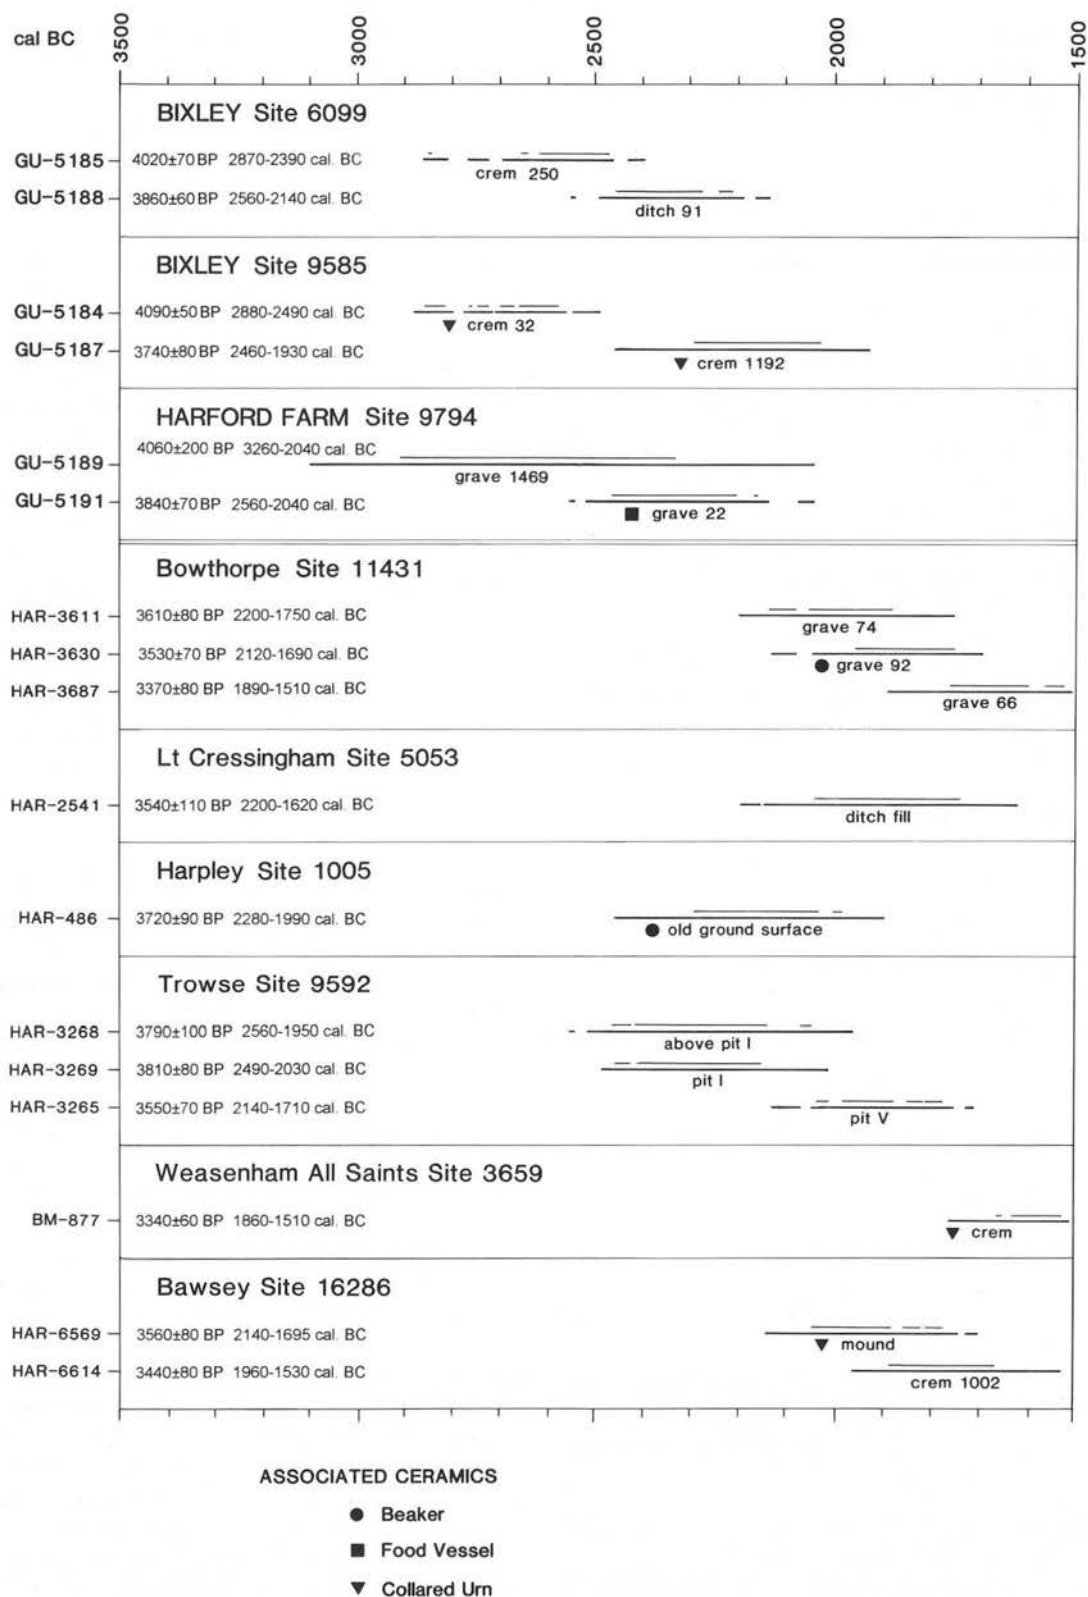 cal BC
3500 3000 2500 2000 1500
BIXLEY Site 6099
GU-5185 4020±70 BP 2870-2390 cal. BC
crem 250
GU-5188 3860±60 BP 2560-2140 cal. BC
ditch 91
BIXLEY Site 9585
GU-5184 4090±50 BP 2880-2490 cal. BC
crem 32
GU-5187 3740±80 BP 2460-1930 cal. BC
crem 1192
HARFORD FARM Site 9794
GU-5189 4060±200 BP 3260-2040 cal. BC
grave 1469
GU-5191 3840±70 BP 2560-2040 cal. BC
grave 22
Bowthorpe Site 11431
HAR-3611 3610±80 BP 2200-1750 cal. BC
grave 74
HAR-3630 3530±70 BP 2120-1690 cal. BC
grave 92
HAR-3687 3370±80 BP 1890-1510 cal. BC
grave 66
Lt Cressingham Site 5053
HAR-2541 3540±110 BP 2200-1620 cal. BC
ditch fill
Harpley Site 1005
HAR-486 3720±90 BP 2280-1990 cal. BC
old ground surface
Trowse Site 9592
HAR-3268 3790±100 BP 2560-1950 cal. BC
above pit I
HAR-3269 3810±80 BP 2490-2030 cal. BC
pit I
HAR-3265 3550±70 BP 2140-1710 cal. BC
pit V
Weasenham All Saints Site 3659
BM-877 3340±60 BP 1860-1510 cal. BC
crem
Bawsey Site 16286
HAR-6569 3560±80 BP 2140-1695 cal. BC
mound
HAR-6614 3440±80 BP 1960-1530 cal. BC
crem 1002
ASSOCIATED CERAMICS
Beaker
Food Vessel
Collared Urn